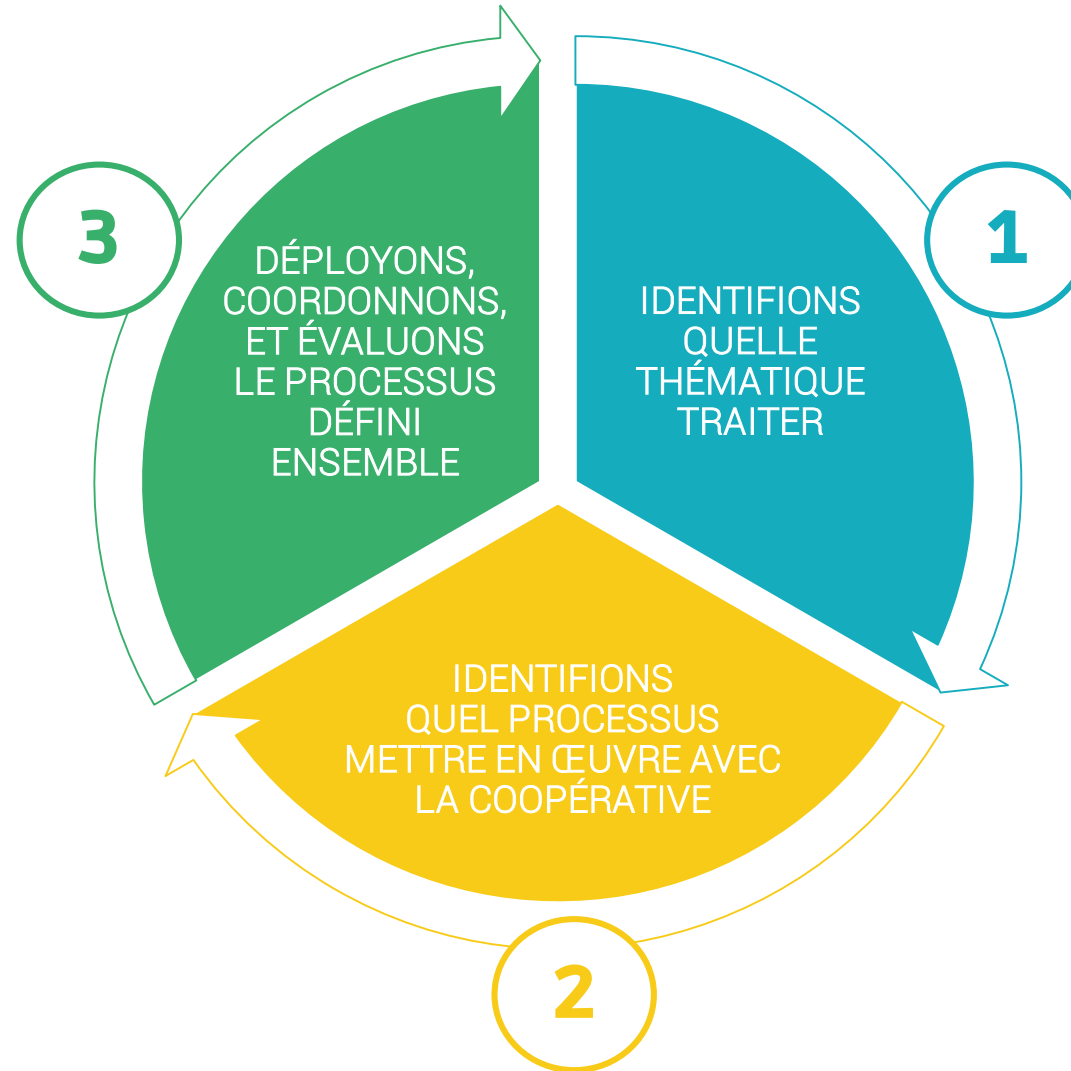 1
IDENTIFIONS
QUELLE
THÉMATIQUE
TRAITER
2
IDENTIFIONS
QUEL PROCESSUS
METTRE EN ŒUVRE AVEC
LA COOPÉRATIVE
3
DÉPLOYONS,
COORDONNONS,
ET ÉVALUONS
LE PROCESSUS
DÉFINI
ENSEMBLE